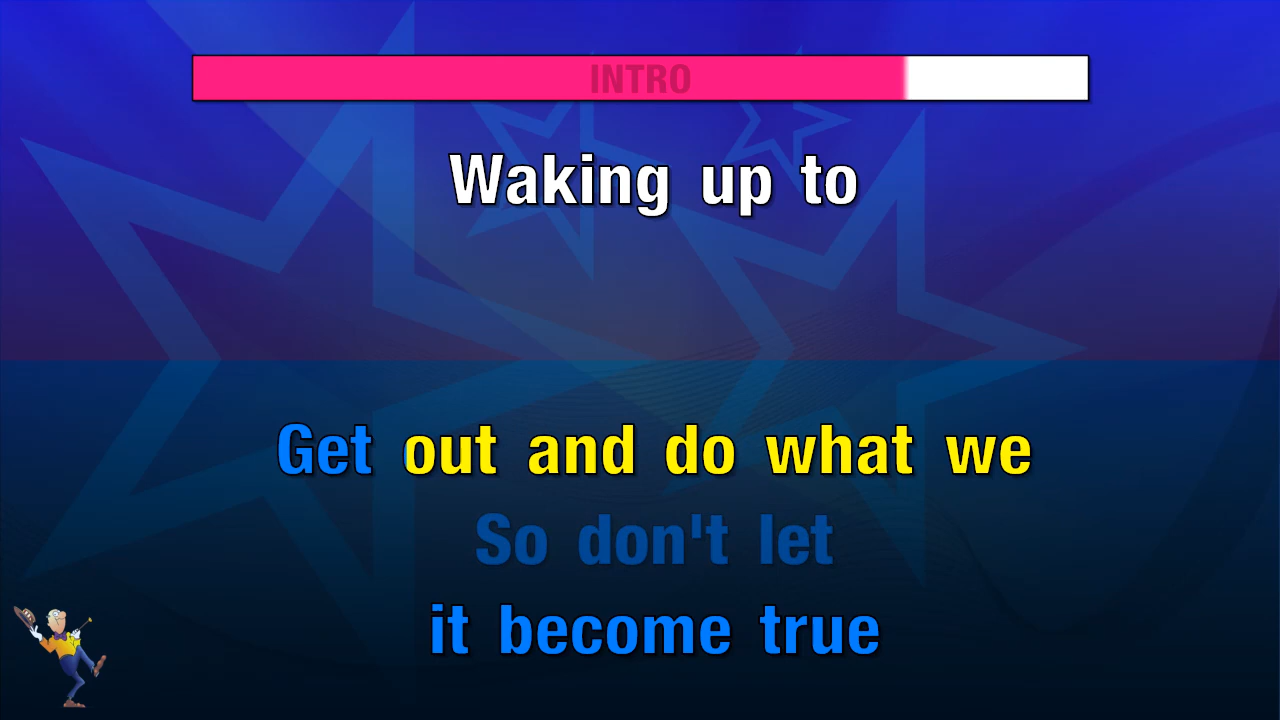 INTRO
Waking up to
Get out and do what we
So don't let
it become true